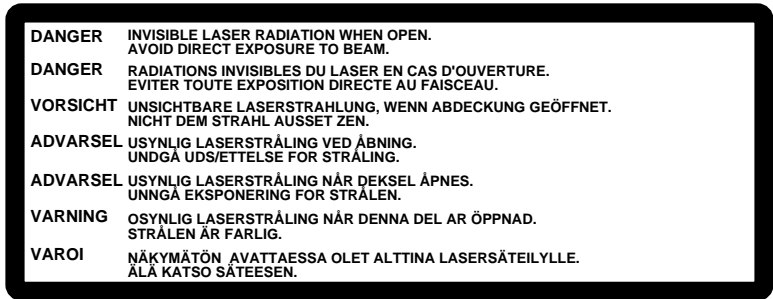 DANGER INVISIBLE LASER RADIATION WHEN OPEN.
AVOID DIRECT EXPOSURE TO BEAM.
DANGER RADIATIONS INVISIBLES DU LASER EN CAS D'OUVERTURE.
EVITER TOUTE EXPOSITION DIRECTE AU FAISCEAU.
VORSICHT UNSICHTBARE LASERSTRAHLUNG, WENN ABDECKUNG GEÖFFNET.
NICHT DEM STRAHL AUSSET ZEN.
ADVARSEL USYNLIG LASERSTRÅLING VED ÅBNING.
UNDGÅ UDS/ETTELSE FOR STRÅLING.
ADVARSEL USYNLIG LASERSTRÅLING NÅR DEKSEL ÅPNES.
UNNGÅ EKSPONERING FOR STRÅLEN.
VARNING OSYNLIG LASERSTRÅLING NÅR DENNA DEL AR ÖPPNAD.
STRÅLEN ÄR FARLIG.
VAROI NÄKYMÄTÖN AVATTAESSA OLET ALTTINA LASERSÄTEILYLLE.
ÄLÄ KATSO SÄTEESEN.